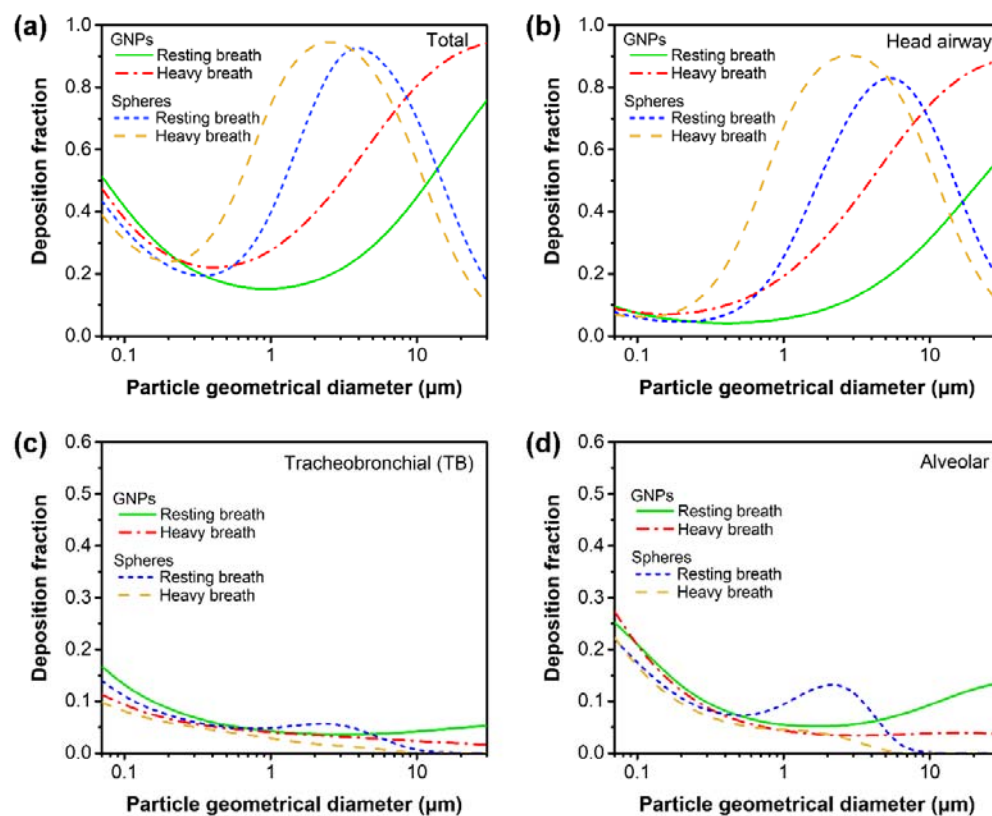 (a)
Total
GNPs
Resting breath
Heavy breath
Spheres
Resting breath
Heavy breath
Deposition fraction
1.0
0.8
0.6
0.4
0.2
0.0
0.1
1
10
Particle geometrical diameter (µm)
(b)
Head airway
GNPs
Resting breath
Heavy breath
Spheres
Resting breath
Heavy breath
Deposition fraction
1.0
0.8
0.6
0.4
0.2
0.0
0.1
1
10
Particle geometrical diameter (µm)
(c)
Tracheobronchial (TB)
GNPs
Resting breath
Heavy breath
Spheres
Resting breath
Heavy breath
Deposition fraction
0.6
0.5
0.4
0.3
0.2
0.1
0.0
0.1
1
10
Particle geometrical diameter (µm)
(d)
Alveolar
GNPs
Resting breath
Heavy breath
Spheres
Resting breath
Heavy breath
Deposition fraction
0.6
0.5
0.4
0.3
0.2
0.1
0.0
0.1
1
10
Particle geometrical diameter (µm)